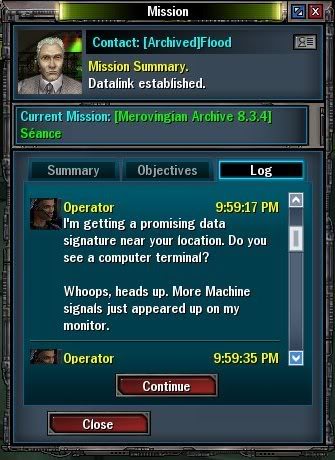 Mission
Contact: [Archived]Flood
Mission Summary.
Datalink established.
Current Mission: [Merovingian Archive 8.3.4]
Séance
Summary Objectives Log
Operator 9:59:17 PM
I'm getting a promising data
signature near your location. Do you
see a computer terminal?
Whoops, heads up. More Machine
signals just appeared up on my
monitor.
Operator 9:59:35 PM
Continue
Close